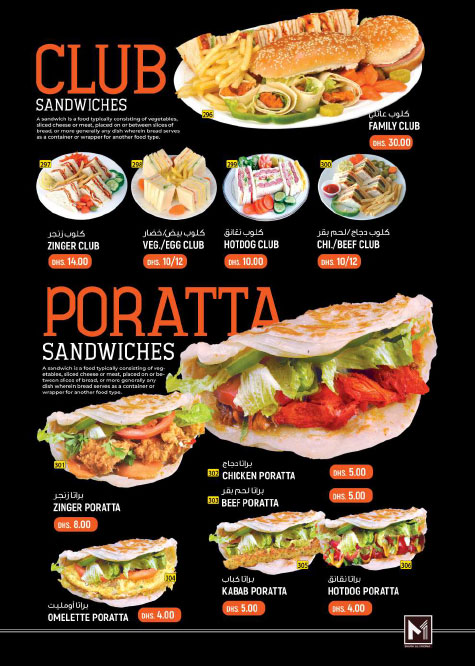 CLUB
SANDWICHES
A sandwich is a food typically consisting of vegetables,
sliced cheese or meat, placed on or between slices of
bread, or more generally any dish wherein bread serves
as a container or wrapper for another food type.
296
كلوب عائلي
FAMILY CLUB
DHS. 30.00
297
298
299
300
كلوب زنجر
ZINGER CLUB
DHS. 14.00
كلوب بيض/خضار
VEG./EGG CLUB
DHS. 10/12
كلوب نقانق
HOTDOG CLUB
DHS. 10.00
كلوب دجاج/لحم بقر
CHI./BEEF CLUB
DHS. 10/12
PORATTA
SANDWICHES
A sandwich is a food typically consisting of veg-
etables, sliced cheese or meat, placed on or be-
tween slices of bread, or more generally any
dish wherein bread serves as a container or
wrapper for another food type.
301
براتا زنجر
ZINGER PORATTA
DHS. 8.00
براتا دجاج
302 CHICKEN PORATTA
DHS. 5.00
براتا لحم بقر
303 BEEF PORATTA
DHS. 5.00
304
براتا أومليت
OMELETTE PORATTA
DHS. 4.00
305
براتا كباب
KABAB PORATTA
DHS. 5.00
306
براتا نقانق
HOTDOG PORATTA
DHS. 4.00